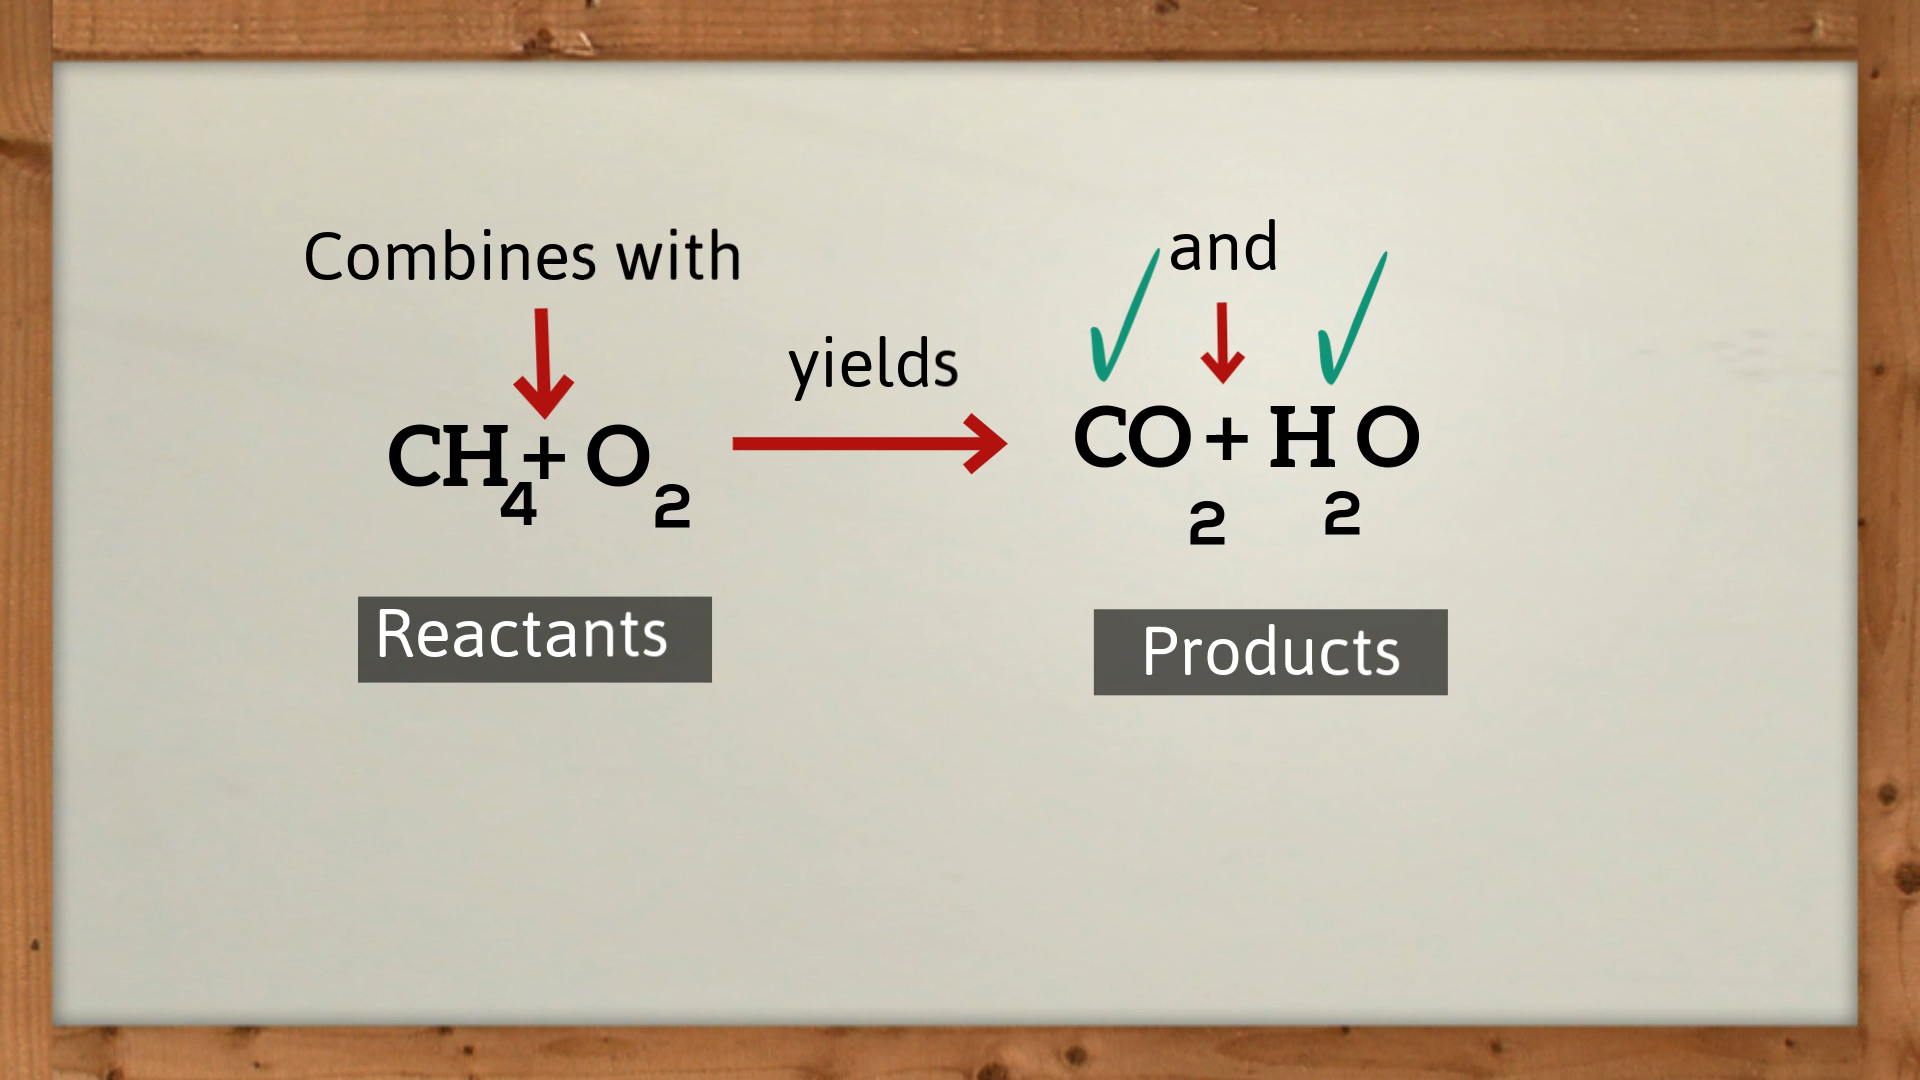 Combines with
and
yields
CH₄ + O₂
CO₂ + H₂O
Reactants
Products